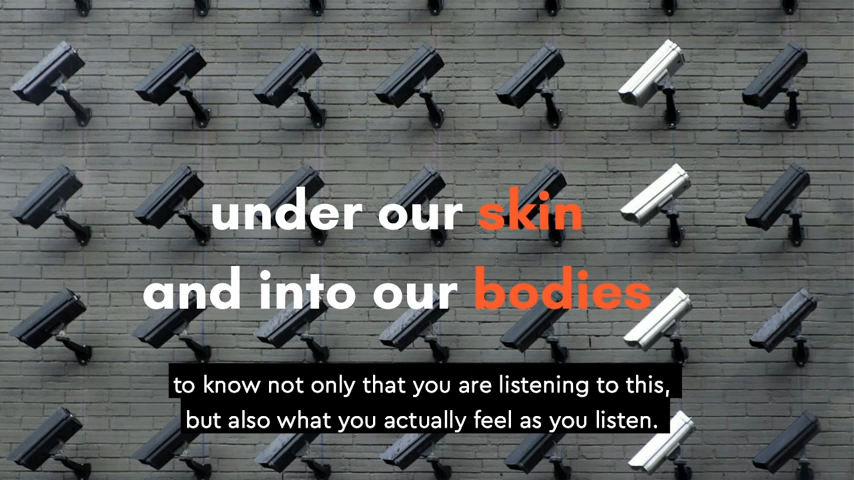 under our skin
and into our bodies
to know not only that you are listening to this,
but also what you actually feel as you listen.